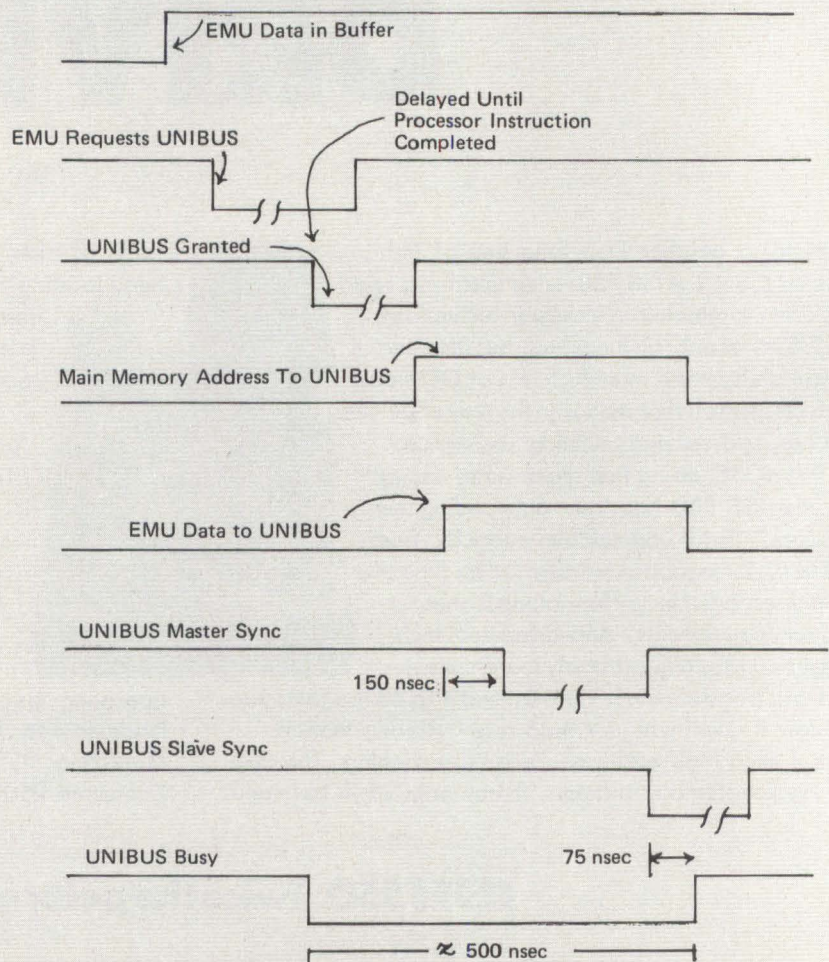 EMU Data in Buffer
Delayed Until
Processor Instruction
Completed
EMU Requests UNIBUS
UNIBUS Granted
Main Memory Address To UNIBUS
EMU Data to UNIBUS
UNIBUS Master Sync
150 nsec
UNIBUS Slave Sync
UNIBUS Busy
75 nsec
≈ 500 nsec